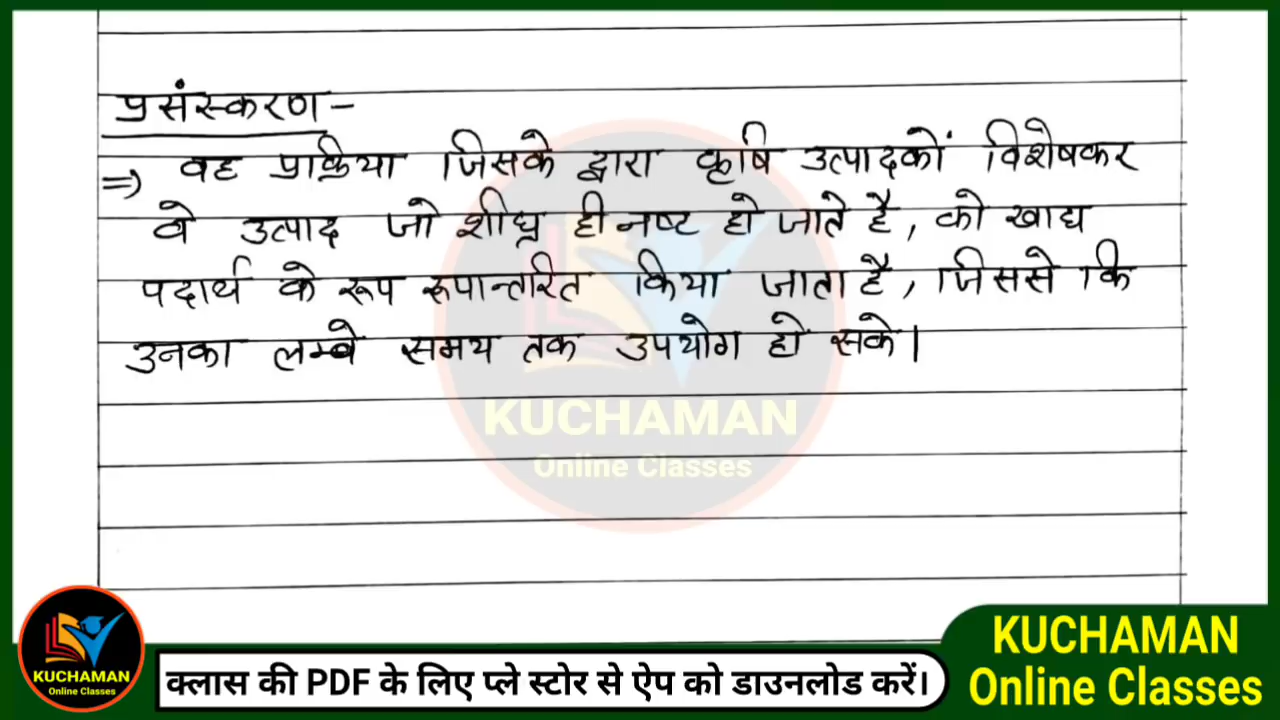 प्रसंस्करण -
=> वह प्रक्रिया जिसके द्वारा कृषि उत्पादकों विशेषकर
वे उत्पाद जो शीघ्र ही नष्ट हो जाते है, को खाद्य
पदार्थ के रूप रूपान्तरित किया जाता है, जिससे कि
उनका लम्बे समय तक उपयोग हो सके।
KUCHAMAN
Online Classes
KUCHAMAN
Online Classes
क्लास की PDF के लिए प्ले स्टोर से ऐप को डाउनलोड करें।
KUCHAMAN
Online Classes